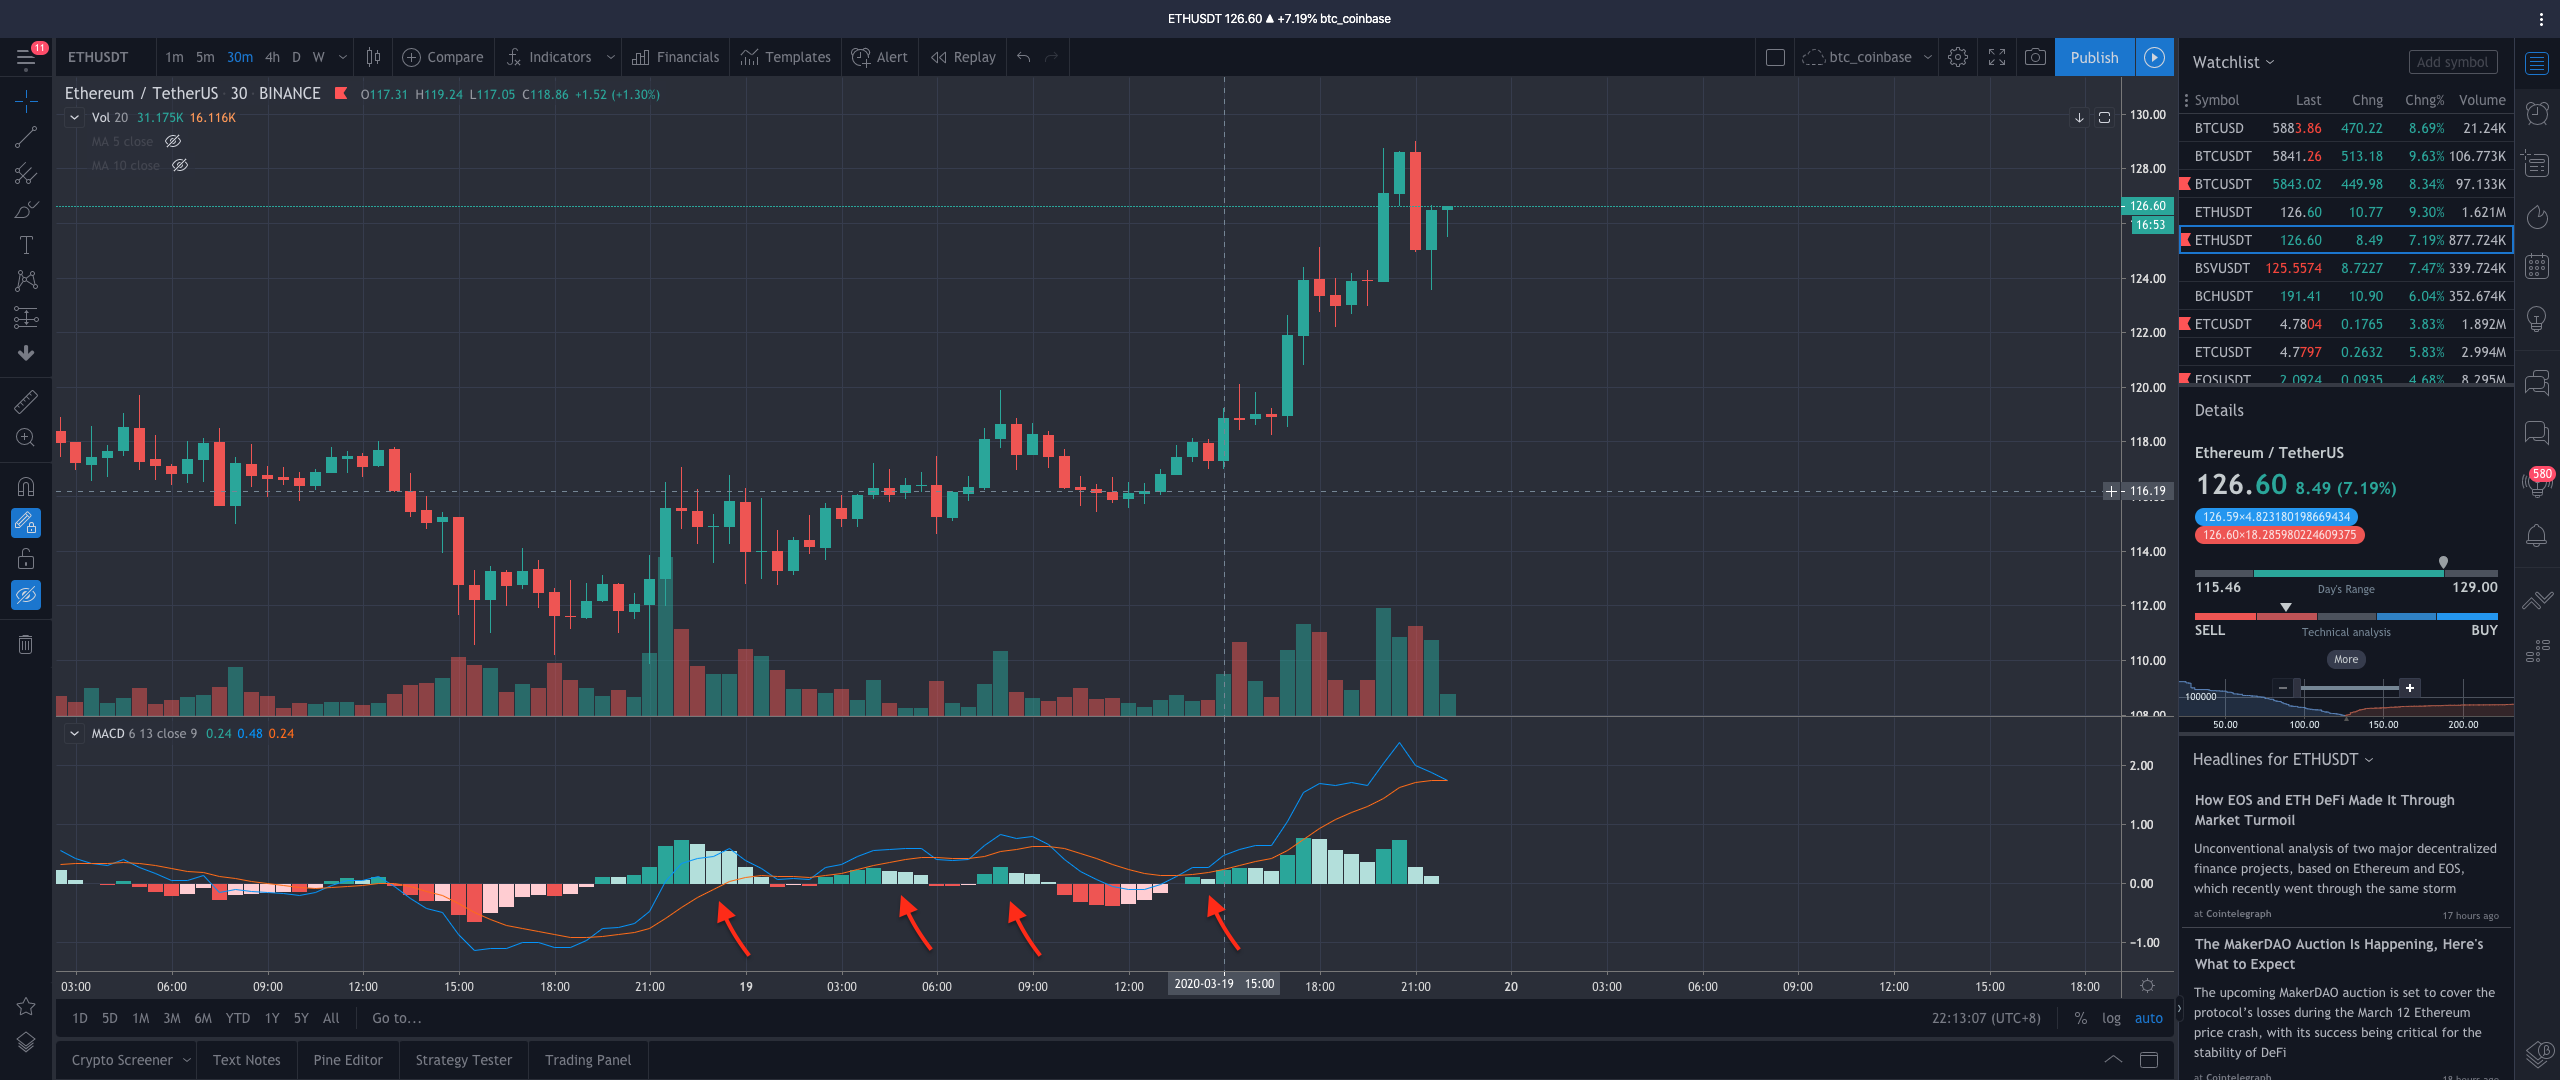 ETHUSDT 126.60 ▲ +7.19% btc_coinbase
11
ETHUSDT 1m 5m 30m 4h D W Compare Indicators Financials Templates Alert Replay btc_coinbase Publish
Ethereum / TetherUS · 30 · BINANCE O117.31 H119.24 L117.05 C118.86 +1.52 (+1.30%)
Vol 20 31.175K 16.116K
MA 5 close
MA 10 close
130.00
128.00
126.60
16:53
124.00
122.00
120.00
118.00
116.19
114.00
112.00
110.00
108.00
MACD 6 13 close 9 0.24 0.48 0.24
2.00
1.00
0.00
−1.00
03:00 06:00 09:00 12:00 15:00 18:00 21:00 19 03:00 06:00 09:00 12:00 2020-03-19 15:00 18:00 21:00 20 03:00 06:00 09:00 12:00 15:00 18:00
1D 5D 1M 3M 6M YTD 1Y 5Y All Go to... 22:13:07 (UTC+8) % log auto
Crypto Screener Text Notes Pine Editor Strategy Tester Trading Panel
Watchlist Add symbol
Symbol Last Chng Chng% Volume
BTCUSD 5883.86 470.22 8.69% 21.24K
BTCUSDT 5841.26 513.18 9.63% 106.773K
BTCUSDT 5843.02 449.98 8.34% 97.133K
ETHUSDT 126.60 10.77 9.30% 1.621M
ETHUSDT 126.60 8.49 7.19% 877.724K
BSVUSDT 125.5574 8.7227 7.47% 339.724K
BCHUSDT 191.41 10.90 6.04% 352.674K
ETCUSDT 4.7804 0.1765 3.83% 1.892M
ETCUSDT 4.7797 0.2632 5.83% 2.994M
EOSUSDT 2.0924 0.0935 4.68% 8.295M
Details
Ethereum / TetherUS
126.60 8.49 (7.19%)
126.59×4.823180198669434
126.60×18.285980224609375
115.46 Day's Range 129.00
SELL Technical analysis BUY
More
100000
50.00 100.00 150.00 200.00
Headlines for ETHUSDT
How EOS and ETH DeFi Made It Through
Market Turmoil
Unconventional analysis of two major decentralized
finance projects, based on Ethereum and EOS,
which recently went through the same storm
at Cointelegraph 17 hours ago
The MakerDAO Auction Is Happening, Here's
What to Expect
The upcoming MakerDAO auction is set to cover the
protocol's losses during the March 12 Ethereum
price crash, with its success being critical for the
stability of DeFi
at Cointelegraph 18 hours ago
580